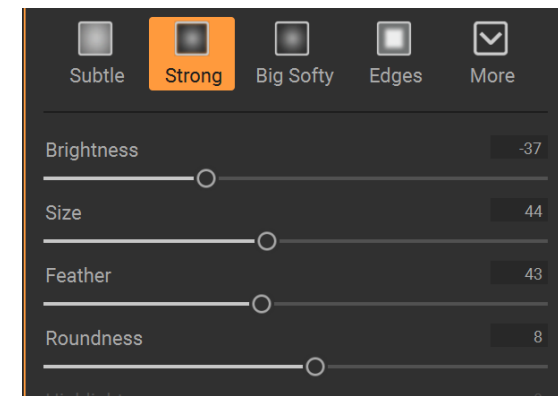 Subtle Strong Big Softy Edges More
Brightness -37
Size 44
Feather 43
Roundness 8